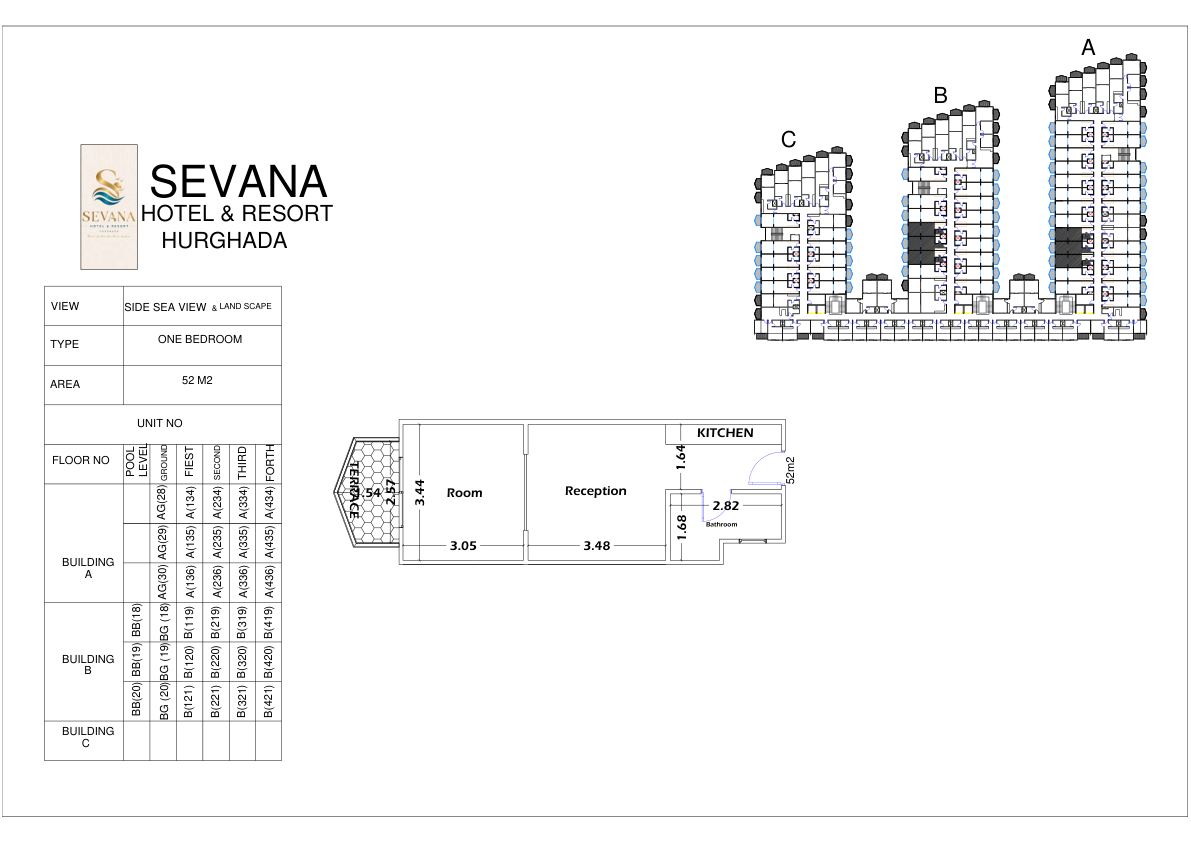 A
B
C
SEVANA
HOTEL & RESORT
HURGHADA
SEVANA
HOTEL & RESORT
HURGHADA
VIEW
SIDE SEA VIEW & LAND SCAPE
TYPE
ONE BEDROOM
AREA
52 M2
UNIT NO
FLOOR NO
POOL LEVEL
GROUND
FIEST
SECOND
THIRD
FORTH
BUILDING
A
AG(28) A(134) A(234) A(334) A(434)
AG(29) A(135) A(235) A(335) A(435)
AG(30) A(136) A(236) A(336) A(436)
BUILDING
B
BB(18) BG (18) B(119) B(219) B(319) B(419)
BB(19) BG (19) B(120) B(220) B(320) B(420)
BB(20) BG (20) B(121) B(221) B(321) B(421)
BUILDING
C
TERRACE
.54
2.57
3.44
Room
3.05
Reception
3.48
KITCHEN
1.64
52m2
2.82
Bathroom
1.68